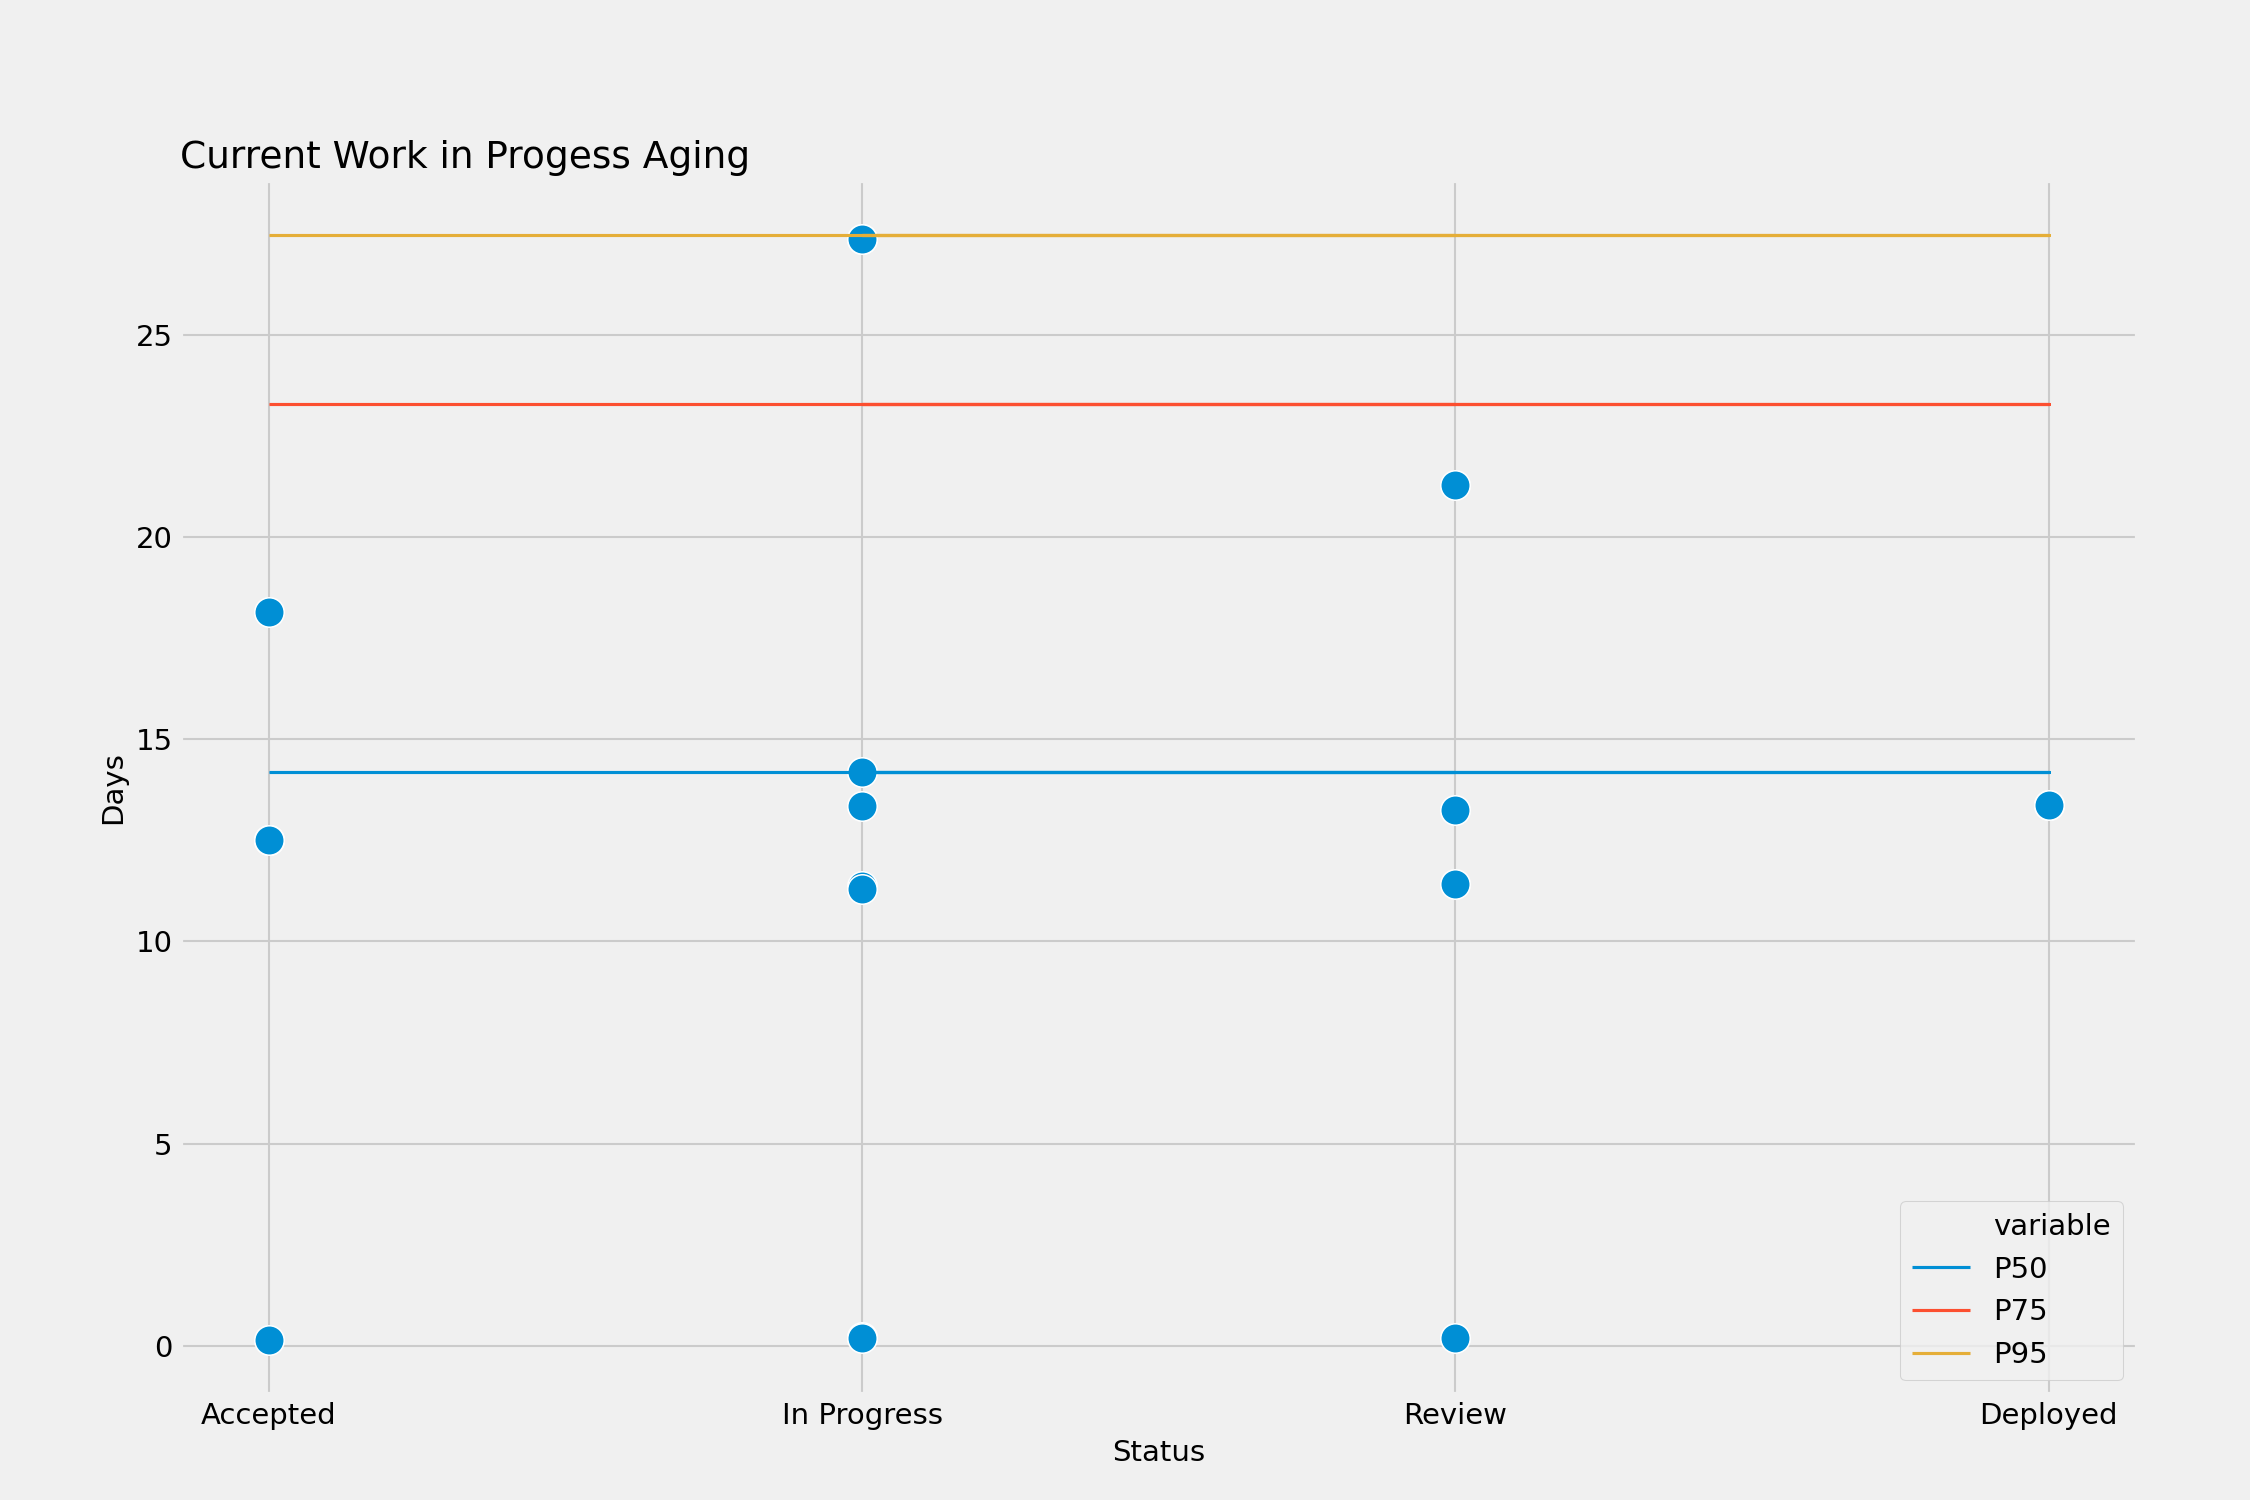 Current Work in Progess Aging
25
20
15
10
5
0
Days
Accepted
In Progress
Review
Deployed
Status
variable
P50
P75
P95